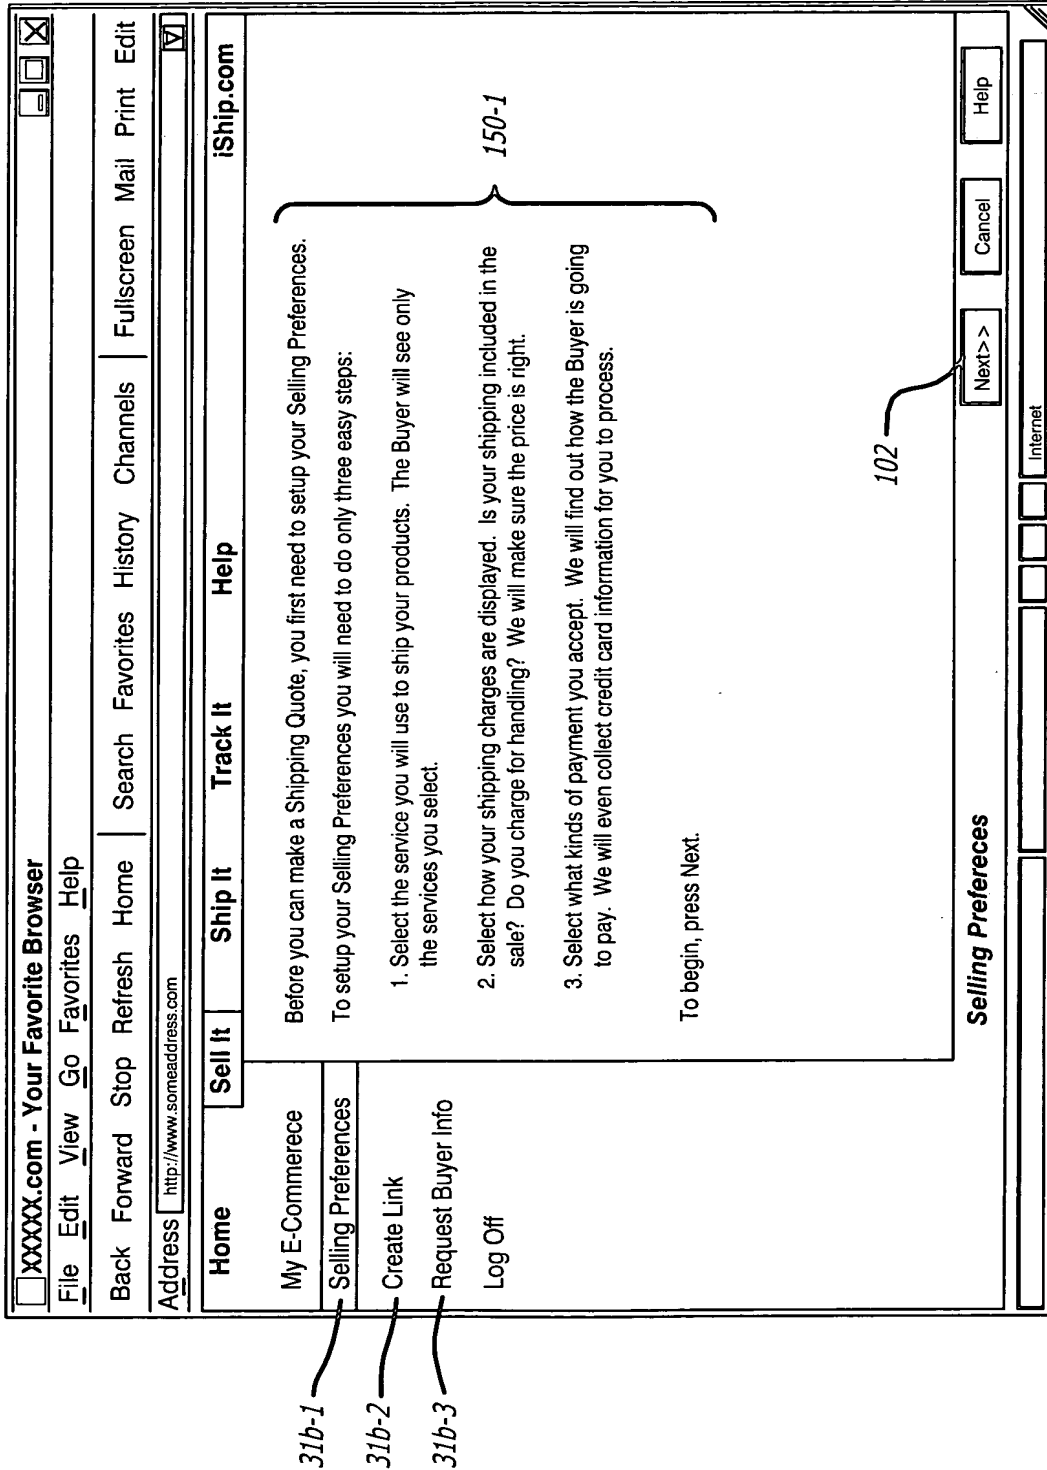 XXXXX.com - Your Favorite Browser
File Edit View Go Favorites Help
Back Forward Stop Refresh Home Search Favorites History Channels Fullscreen Mail Print Edit
Address http://www.someaddress.com
Home Sell It Ship It Track It Help iShip.com
My E-Commerece
Selling Preferences
Create Link
Request Buyer Info
Log Off
31b-1
31b-2
31b-3
Before you can make a Shipping Quote, you first need to setup your Selling Preferences.
To setup your Selling Preferences you will need to do only three easy steps:
1. Select the service you will use to ship your products. The Buyer will see only
the services you select.
2. Select how your shipping charges are displayed. Is your shipping included in the
sale? Do you charge for handling? We will make sure the price is right.
3. Select what kinds of payment you accept. We will find out how the Buyer is going
to pay. We will even collect credit card information for you to process.
To begin, press Next.
150-1
102
Selling Prefereces
Next>> Cancel Help
Internet